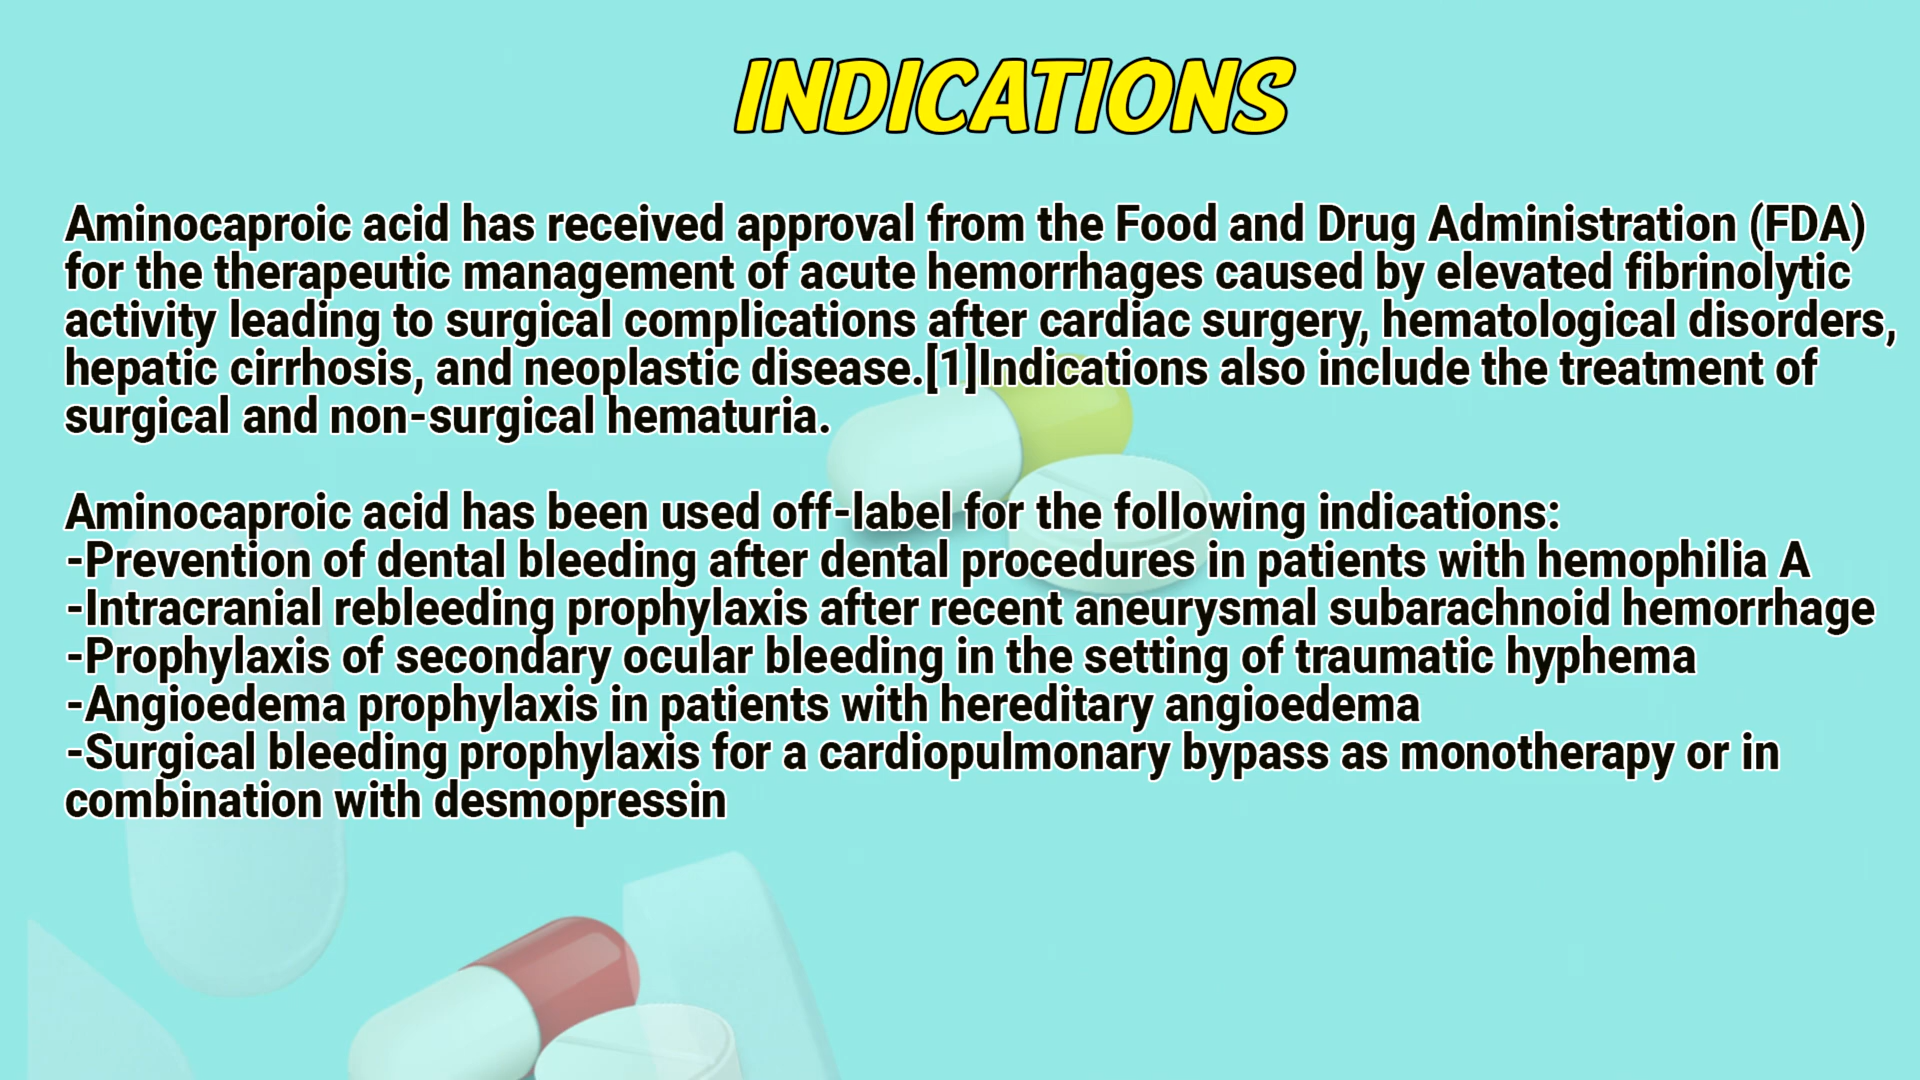 INDICATIONS
Aminocaproic acid has received approval from the Food and Drug Administration (FDA)
for the therapeutic management of acute hemorrhages caused by elevated fibrinolytic
activity leading to surgical complications after cardiac surgery, hematological disorders,
hepatic cirrhosis, and neoplastic disease.[1]Indications also include the treatment of
surgical and non-surgical hematuria.
Aminocaproic acid has been used off-label for the following indications:
-Prevention of dental bleeding after dental procedures in patients with hemophilia A
-Intracranial rebleeding prophylaxis after recent aneurysmal subarachnoid hemorrhage
-Prophylaxis of secondary ocular bleeding in the setting of traumatic hyphema
-Angioedema prophylaxis in patients with hereditary angioedema
-Surgical bleeding prophylaxis for a cardiopulmonary bypass as monotherapy or in
combination with desmopressin